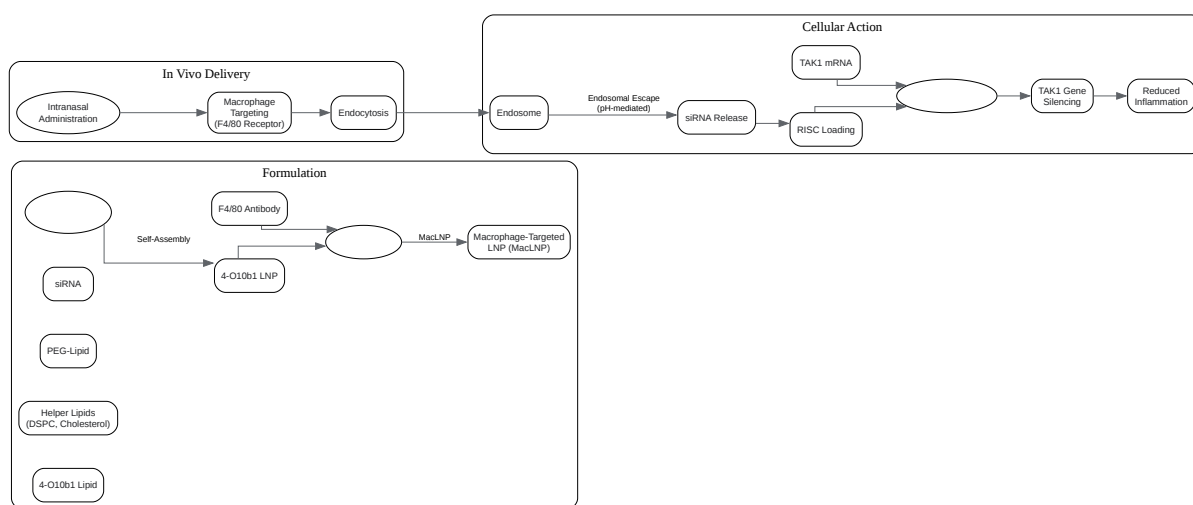 Cellular Action
In Vivo Delivery
Intranasal
Administration
Macrophage
Targeting
(F4/80 Receptor)
Endocytosis
Endosome
Endosomal Escape
(pH-mediated)
siRNA Release
TAK1 mRNA
RISC Loading
TAK1 Gene
Silencing
Reduced
Inflammation
Formulation
Self-Assembly
F4/80 Antibody
4-O10b1 LNP
MacLNP
Macrophage-Targeted
LNP (MacLNP)
siRNA
PEG-Lipid
Helper Lipids
(DSPC, Cholesterol)
4-O10b1 Lipid